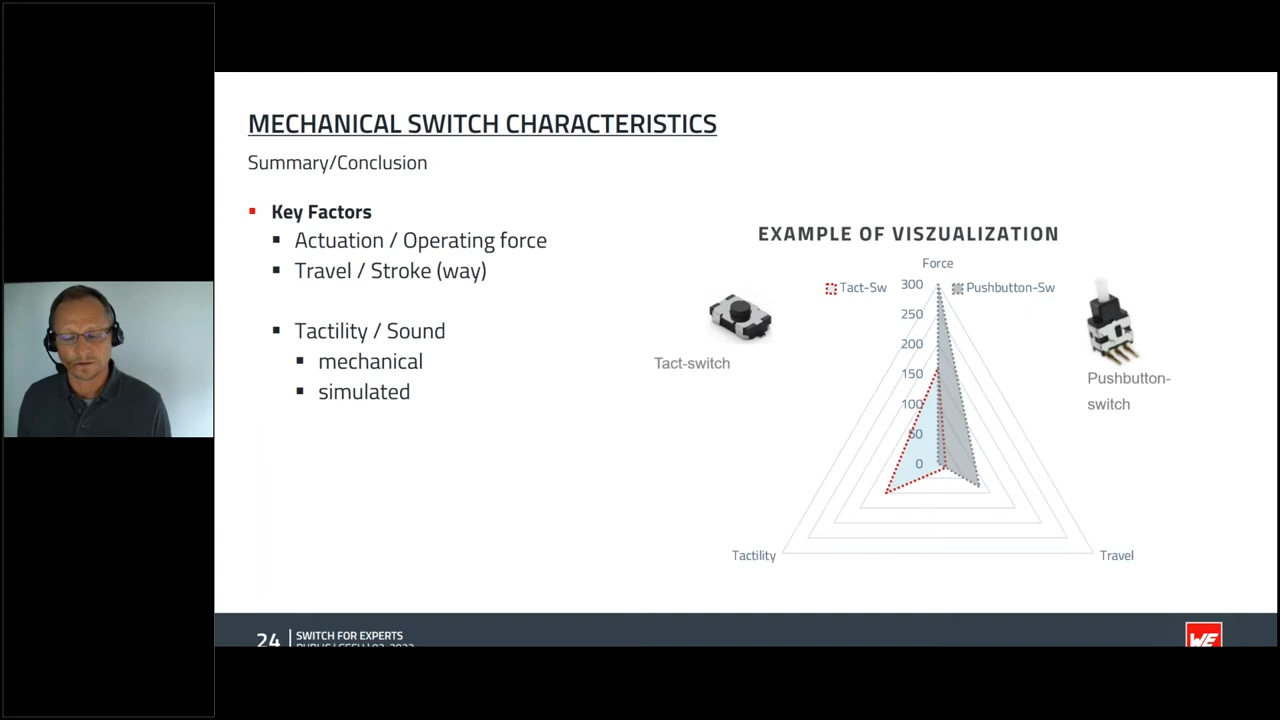 MECHANICAL SWITCH CHARACTERISTICS
Summary/Conclusion
Key Factors
Actuation / Operating force
Travel / Stroke (way)
Tactility / Sound
mechanical
simulated
EXAMPLE OF VISZUALIZATION
Force
Tact-Sw
Pushbutton-Sw
300
250
200
150
100
50
0
Tactility
Travel
Tact-switch
Pushbutton-
switch
24
SWITCH FOR EXPERTS
WE